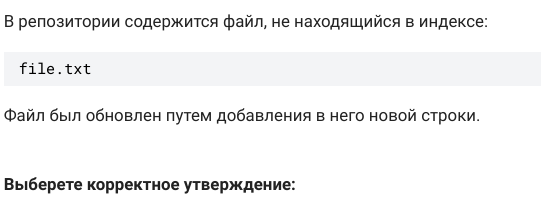 В репозитории содержится файл, не находящийся в индексе:
file.txt
Файл был обновлен путем добавления в него новой строки.
Выберете корректное утверждение: